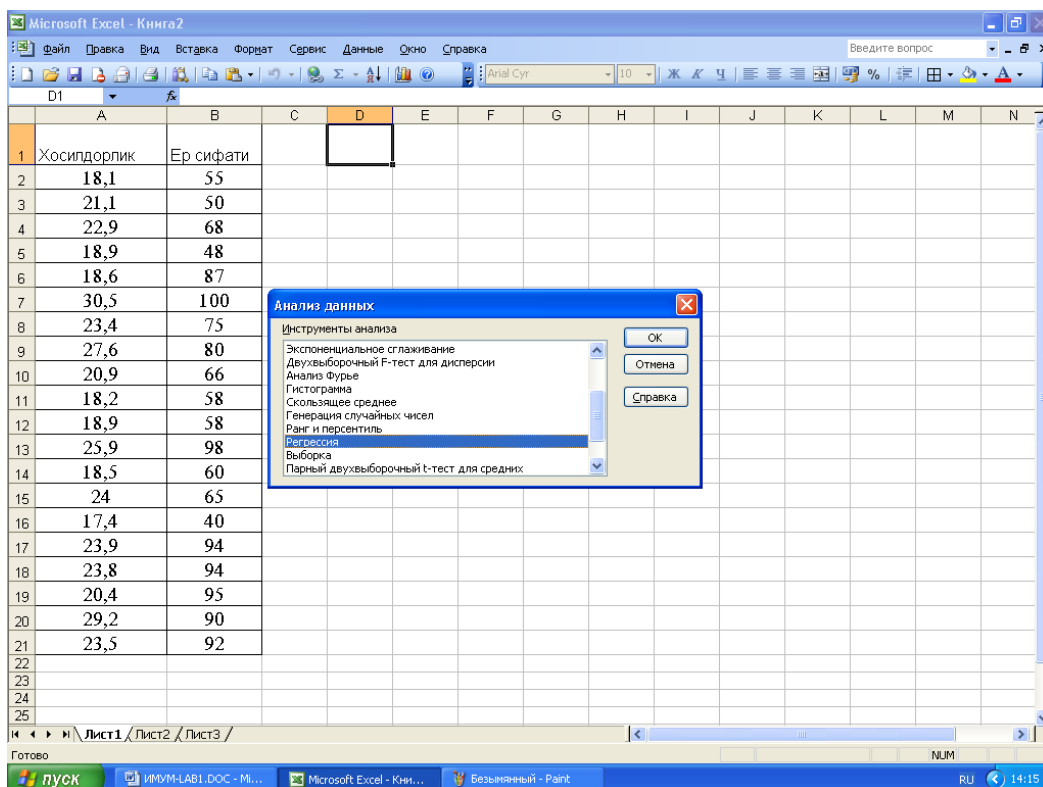 Microsoft Excel - Книга2
Файл Правка Вид Вставка Формат Сервис Данные Окно Справка Введите вопрос
Arial Cyr 10 Ж К Ч %
D1 fx
A B C D E F G H I J K L M N
1 Хосилдорлик Ер сифати
2 18,1 55
3 21,1 50
4 22,9 68
5 18,9 48
6 18,6 87
7 30,5 100
8 23,4 75
9 27,6 80
10 20,9 66
11 18,2 58
12 18,9 58
13 25,9 98
14 18,5 60
15 24 65
16 17,4 40
17 23,9 94
18 23,8 94
19 20,4 95
20 29,2 90
21 23,5 92
22
23
24
25
Анализ данных
Инструменты анализа
Экспоненциальное сглаживание
Двухвыборочный F-тест для дисперсии
Анализ Фурье
Гистограмма
Скользящее среднее
Генерация случайных чисел
Ранг и персентиль
Регрессия
Выборка
Парный двухвыборочный t-тест для средних
ОК
Отмена
Справка
Лист1 Лист2 Лист3
Готово NUM
пуск ИМУМ-LAB1.DOC - Mi... Microsoft Excel - Кни... Безымянный - Paint RU 14:15